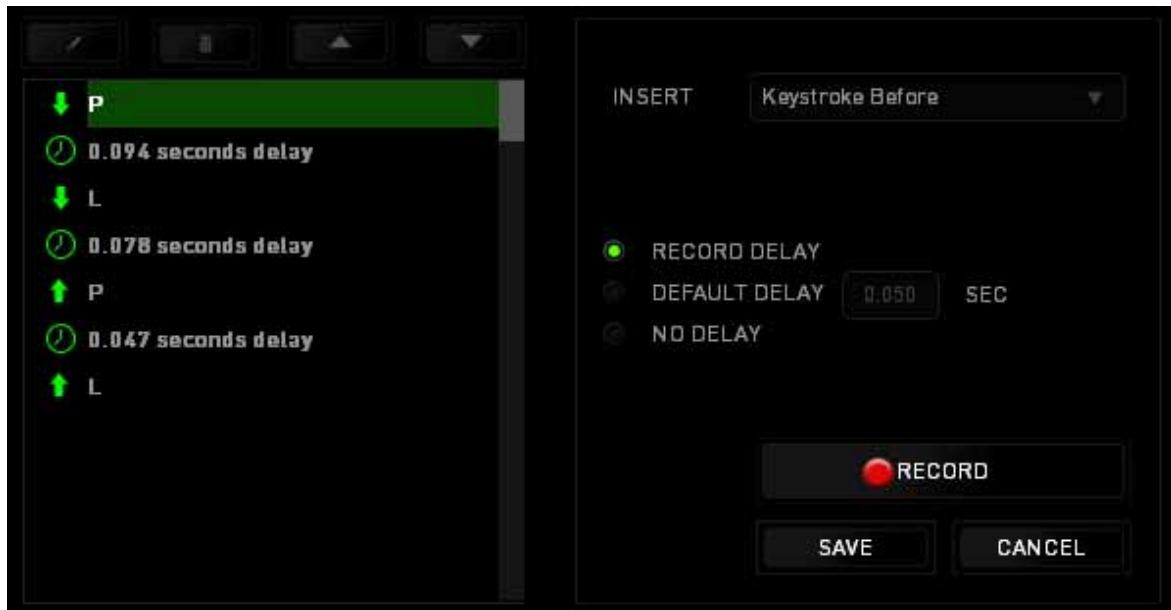 P
0.094 seconds delay
L
0.078 seconds delay
P
0.047 seconds delay
L
INSERT Keystroke Before
RECORD DELAY
DEFAULT DELAY 0.050 SEC
NO DELAY
RECORD
SAVE CANCEL